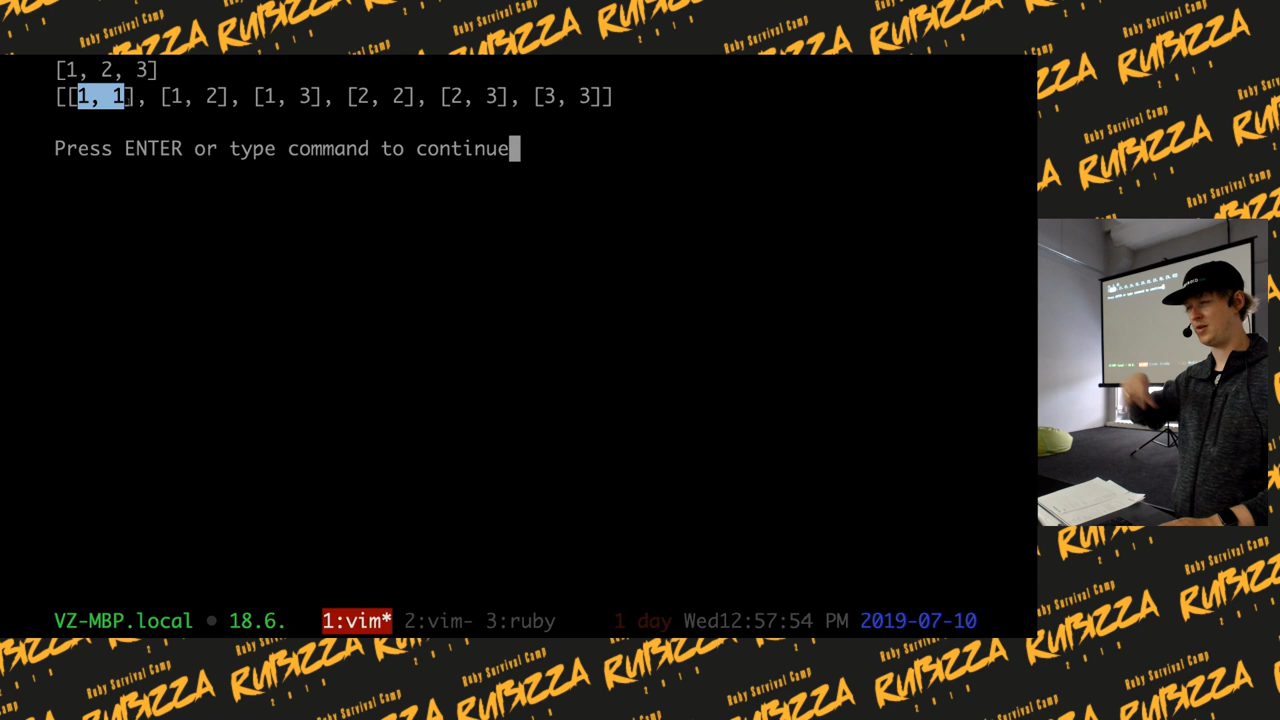 [1, 2, 3]
[[1, 1], [1, 2], [1, 3], [2, 2], [2, 3], [3, 3]]
Press ENTER or type command to continue
VZ-MBP.local • 18.6. 1:vim* 2:vim- 3:ruby 1 day Wed12:57:54 PM 2019-07-10
Ruby Survival Camp
RUBIZZA
2019